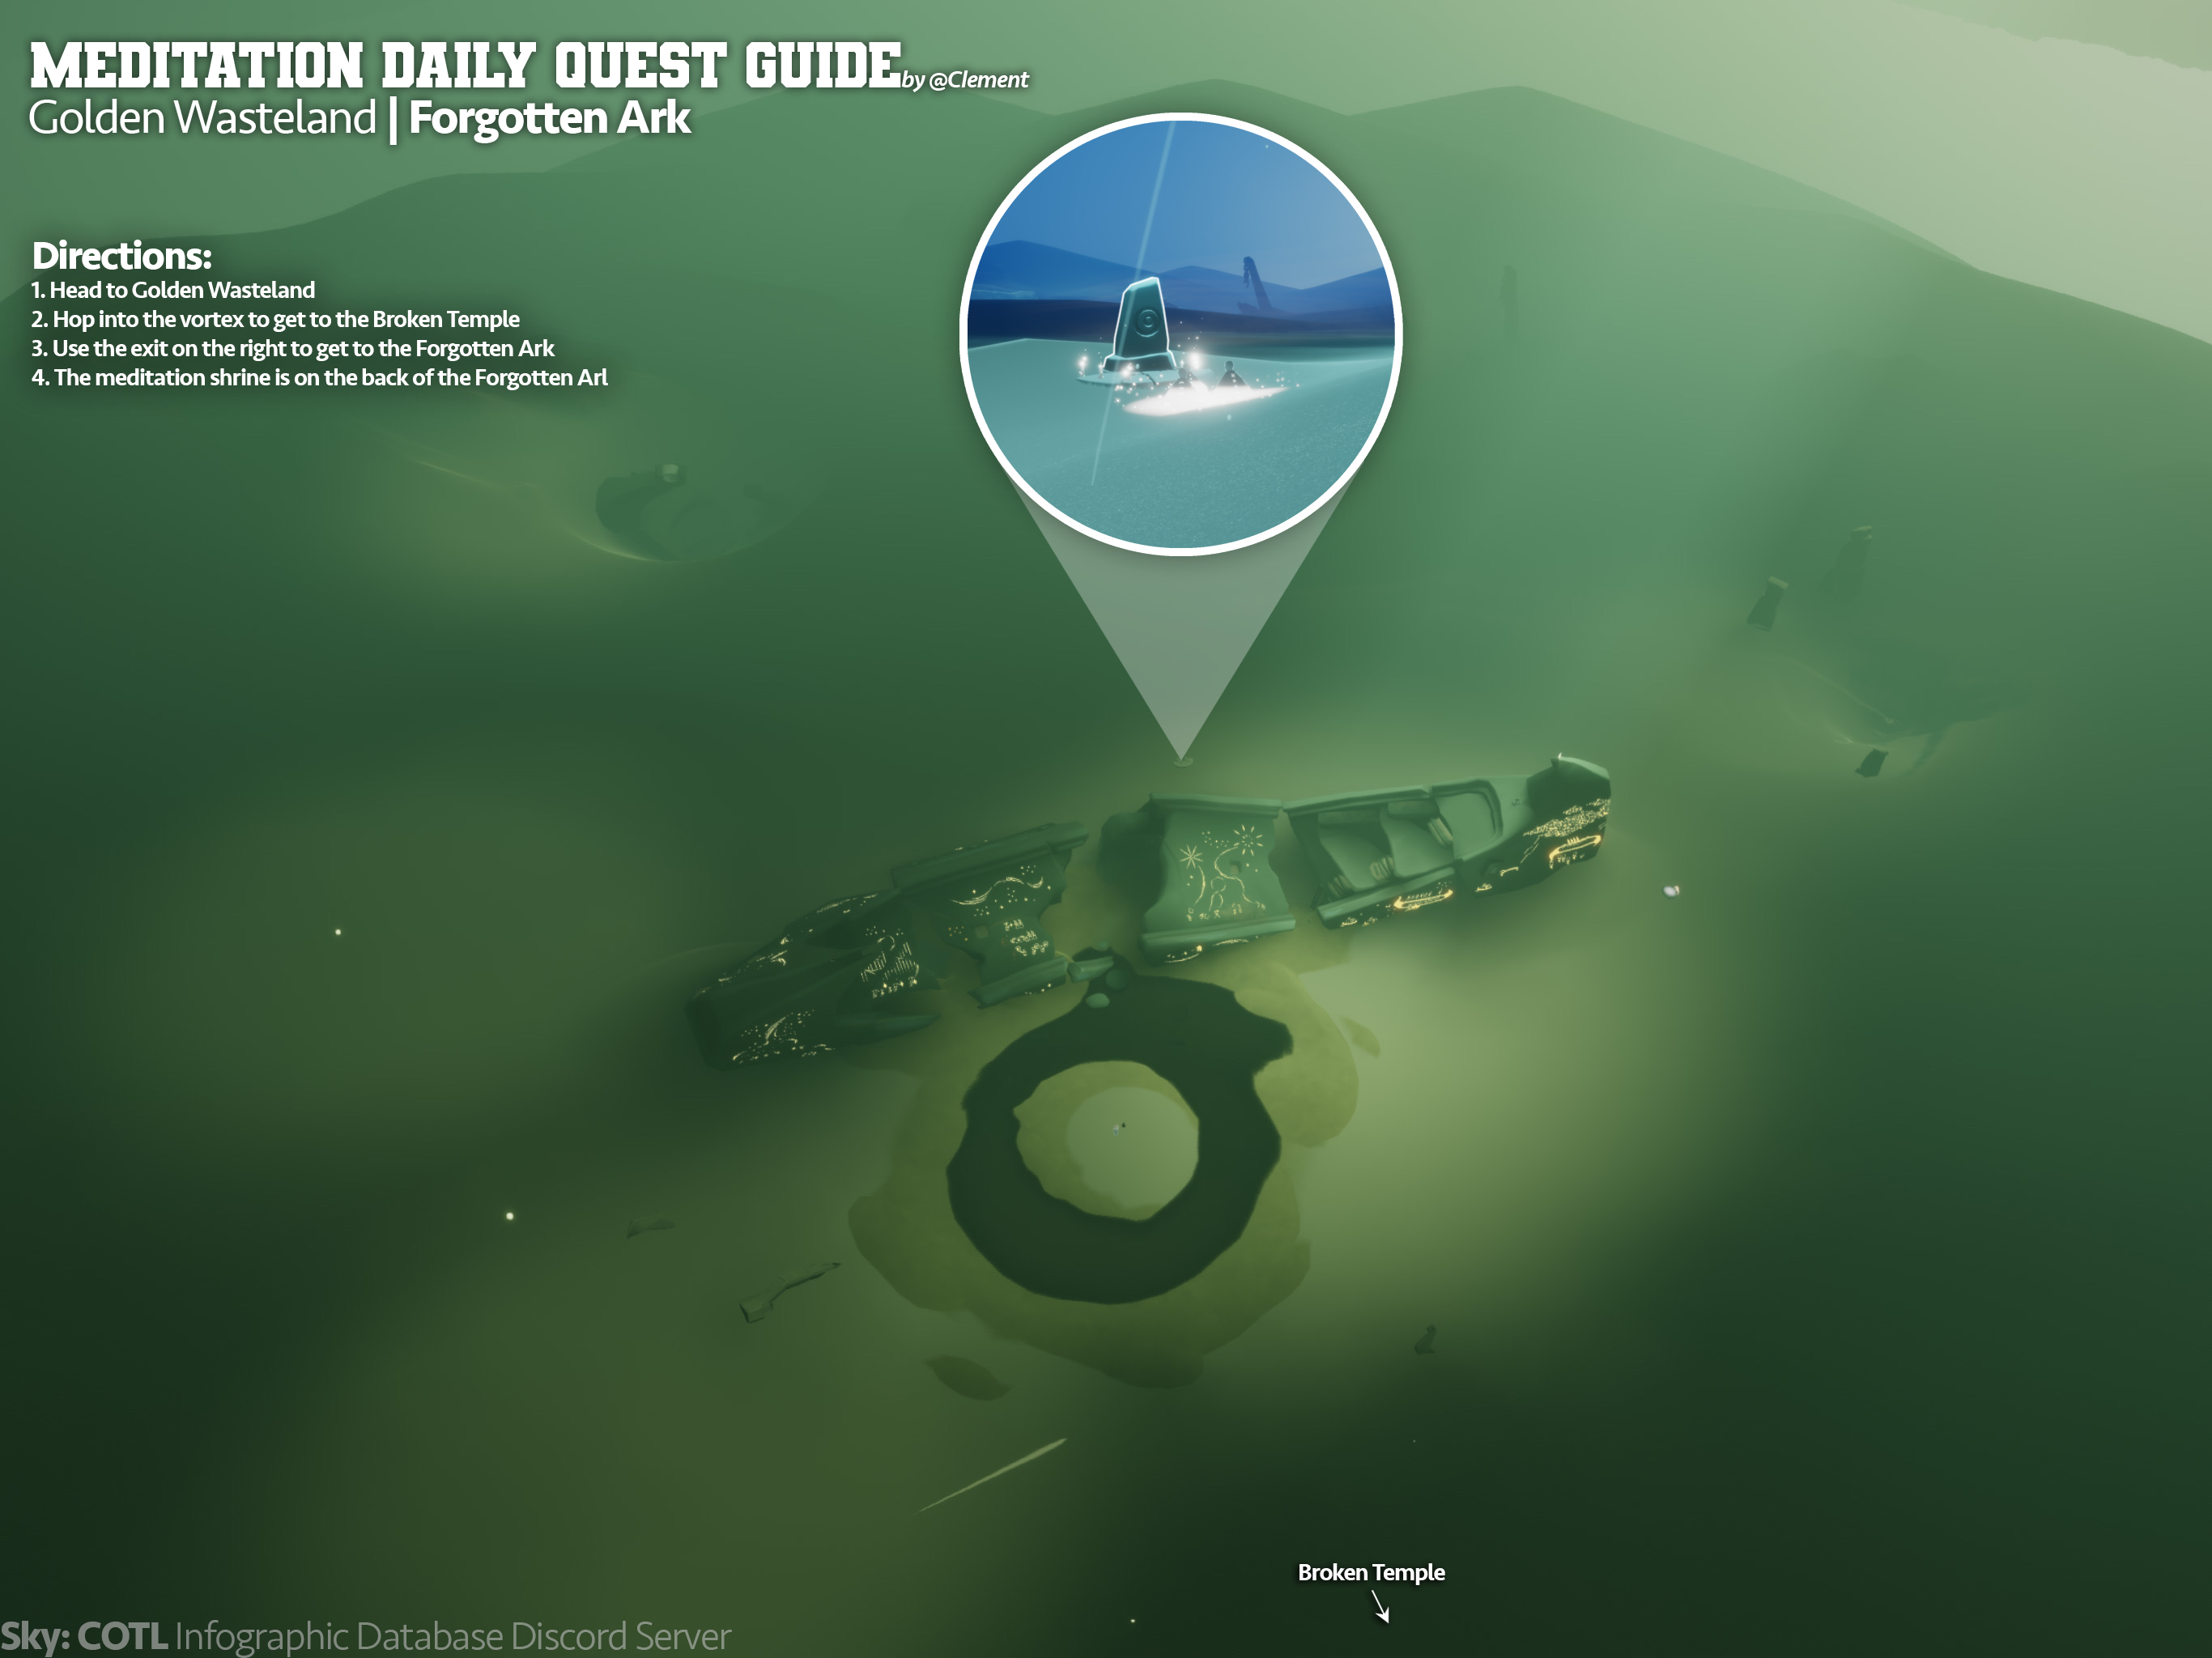 MEDITATION DAILY QUEST GUIDE by @Clement
Golden Wasteland | Forgotten Ark
Directions:
1. Head to Golden Wasteland
2. Hop into the vortex to get to the Broken Temple
3. Use the exit on the right to get to the Forgotten Ark
4. The meditation shrine is on the back of the Forgotten Arl
Broken Temple
Sky: COTL Infographic Database Discord Server